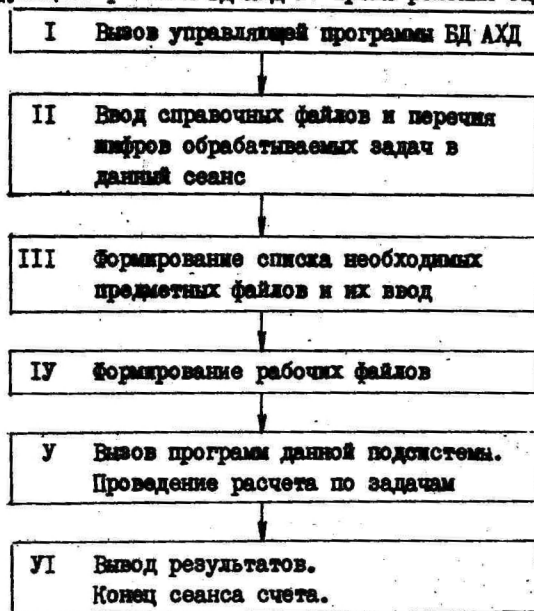 I Вызов управляющей программы БД АХД
II Ввод справочных файлов и перечня
шифров обрабатываемых задач в
данный сеанс
III Формирование списка необходимых
предметных файлов и их ввод
IУ Формирование рабочих файлов
У Вызов программ данной подсистемы.
Проведение расчета по задачам
УI Вывод результатов.
Конец сеанса счета.